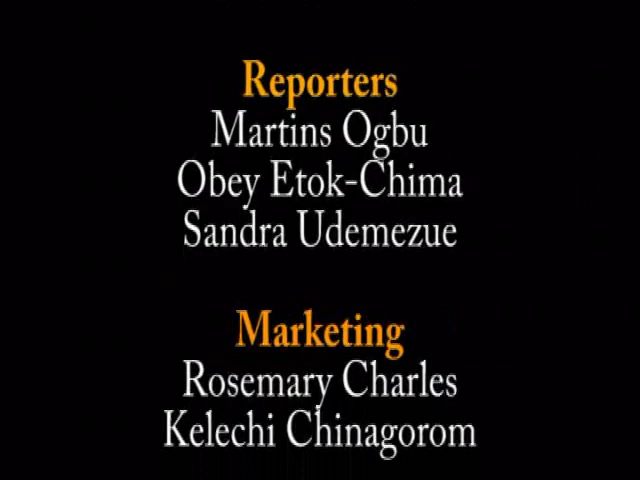 Reporters
Martins Ogbu
Obey Etok-Chima
Sandra Udemezue
Marketing
Rosemary Charles
Kelechi Chinagorom